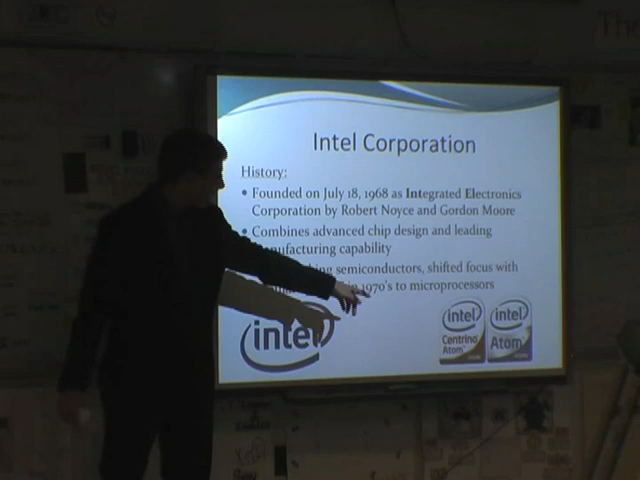 Intel Corporation
History:
• Founded on July 18, 1968 as Integrated Electronics
Corporation by Robert Noyce and Gordon Moore
• Combines advanced chip design and leading
manufacturing capability
semiconductors, shifted focus with
in 1970's to microprocessors
intel
intel
Centrino
Atom
intel
Atom